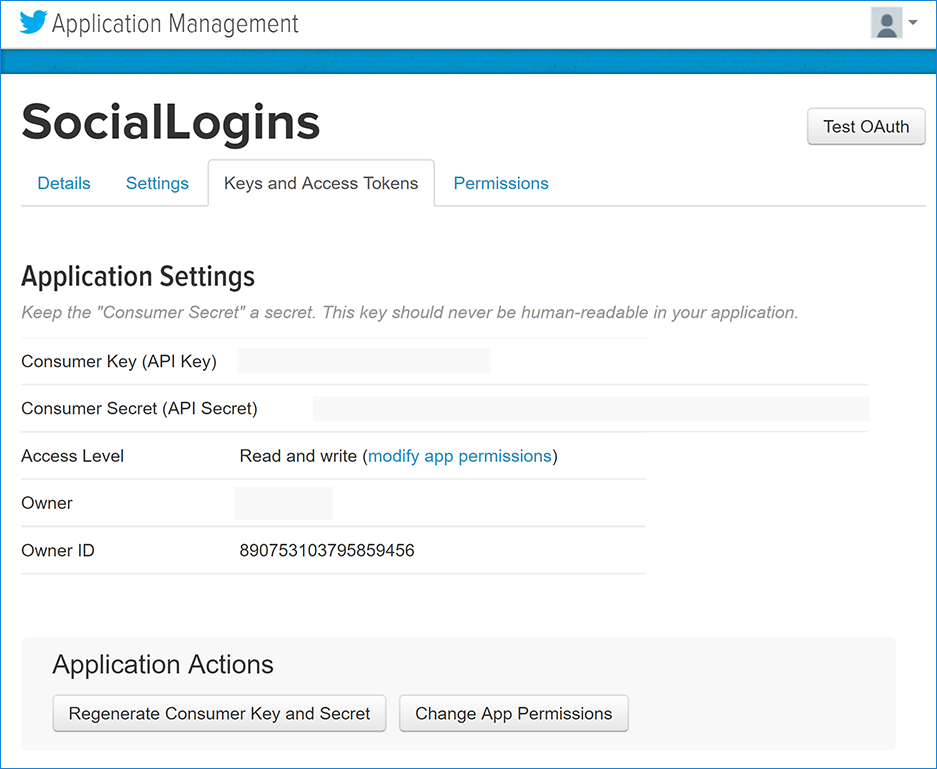 Application Management
SocialLogins
Test OAuth
Details Settings Keys and Access Tokens Permissions
Application Settings
Keep the "Consumer Secret" a secret. This key should never be human-readable in your application.
Consumer Key (API Key)
Consumer Secret (API Secret)
Access Level Read and write (modify app permissions)
Owner
Owner ID 890753103795859456
Application Actions
Regenerate Consumer Key and Secret Change App Permissions